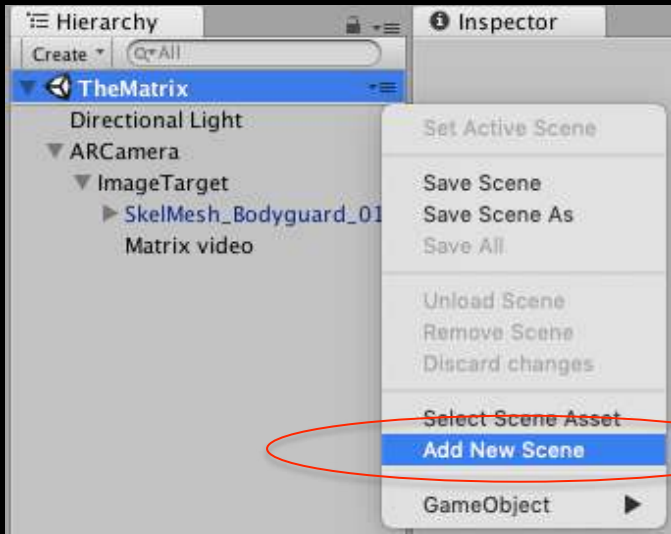 Hierarchy
Inspector
Create
All
TheMatrix
Directional Light
ARCamera
ImageTarget
SkelMesh_Bodyguard_01
Matrix video
Set Active Scene
Save Scene
Save Scene As
Save All
Unload Scene
Remove Scene
Discard changes
Select Scene Asset
Add New Scene
GameObject